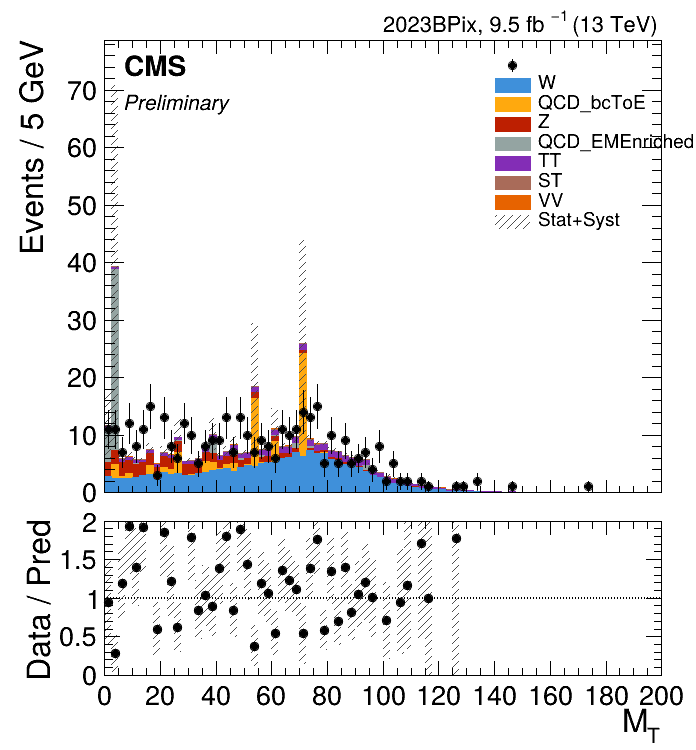 2023BPix, 9.5 fb⁻¹ (13 TeV)
Events / 5 GeV
CMS
Preliminary
W
QCD_bcToE
Z
QCD_EMEnriched
TT
ST
VV
Stat+Syst
70
60
50
40
30
20
10
0
Data / Pred
2
1.5
1
0.5
0
0 20 40 60 80 100 120 140 160 180 200
M_T